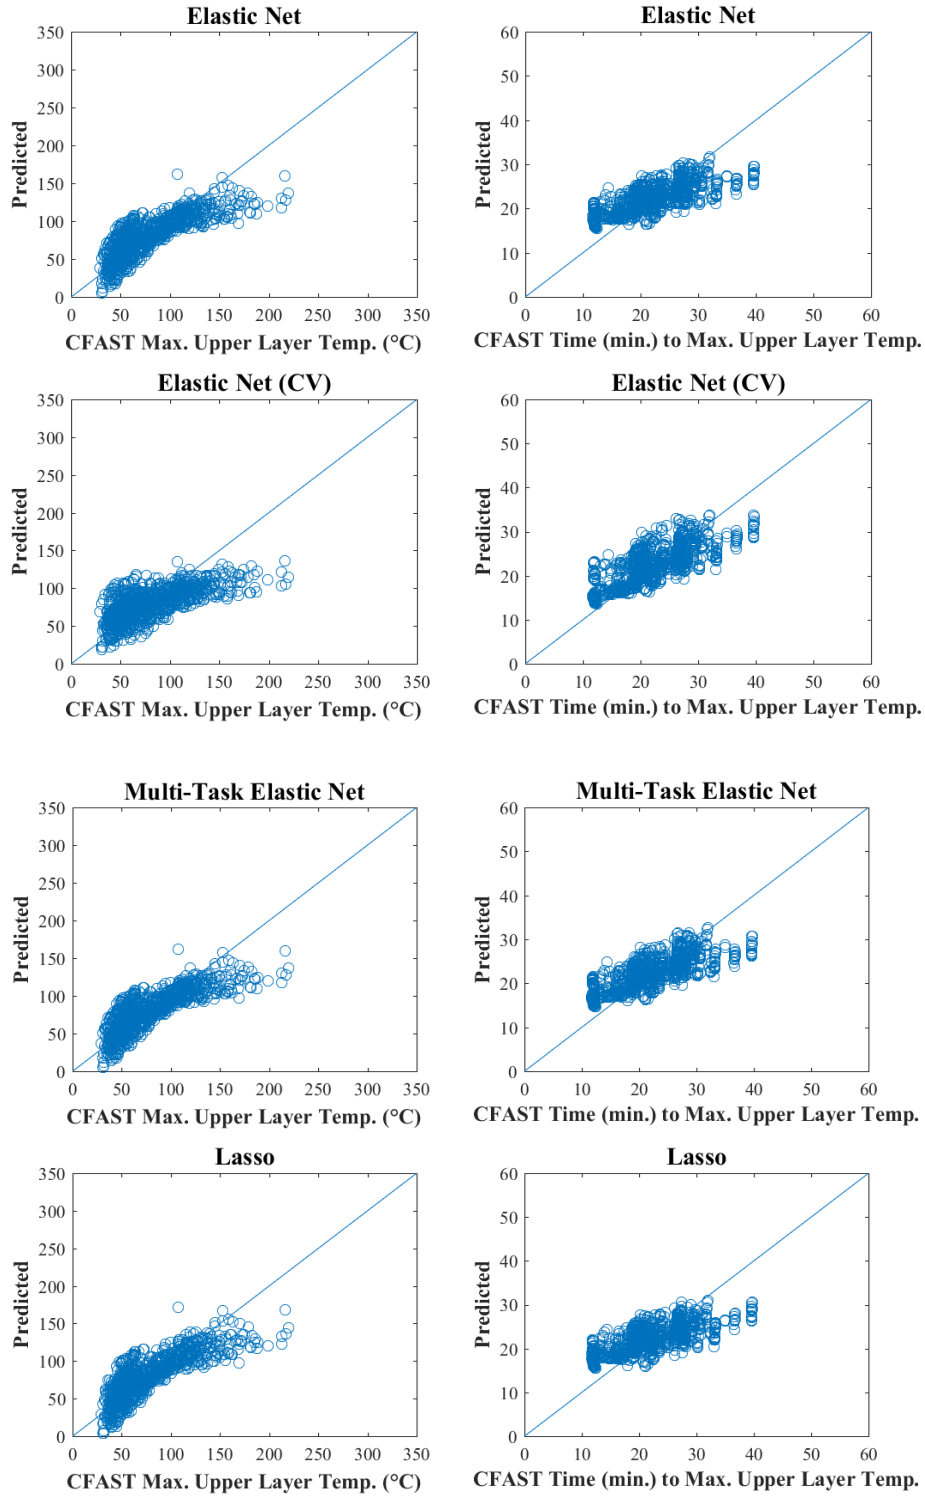 Elastic Net
350
300
250
200
150
100
50
0
Predicted
0 50 100 150 200 250 300 350
CFAST Max. Upper Layer Temp. (°C)
Elastic Net
60
50
40
30
20
10
0
Predicted
0 10 20 30 40 50 60
CFAST Time (min.) to Max. Upper Layer Temp.
Elastic Net (CV)
350
300
250
200
150
100
50
0
Predicted
0 50 100 150 200 250 300 350
CFAST Max. Upper Layer Temp. (°C)
Elastic Net (CV)
60
50
40
30
20
10
0
Predicted
0 10 20 30 40 50 60
CFAST Time (min.) to Max. Upper Layer Temp.
Multi-Task Elastic Net
350
300
250
200
150
100
50
0
Predicted
0 50 100 150 200 250 300 350
CFAST Max. Upper Layer Temp. (°C)
Multi-Task Elastic Net
60
50
40
30
20
10
0
Predicted
0 10 20 30 40 50 60
CFAST Time (min.) to Max. Upper Layer Temp.
Lasso
350
300
250
200
150
100
50
0
Predicted
0 50 100 150 200 250 300 350
CFAST Max. Upper Layer Temp. (°C)
Lasso
60
50
40
30
20
10
0
Predicted
0 10 20 30 40 50 60
CFAST Time (min.) to Max. Upper Layer Temp.